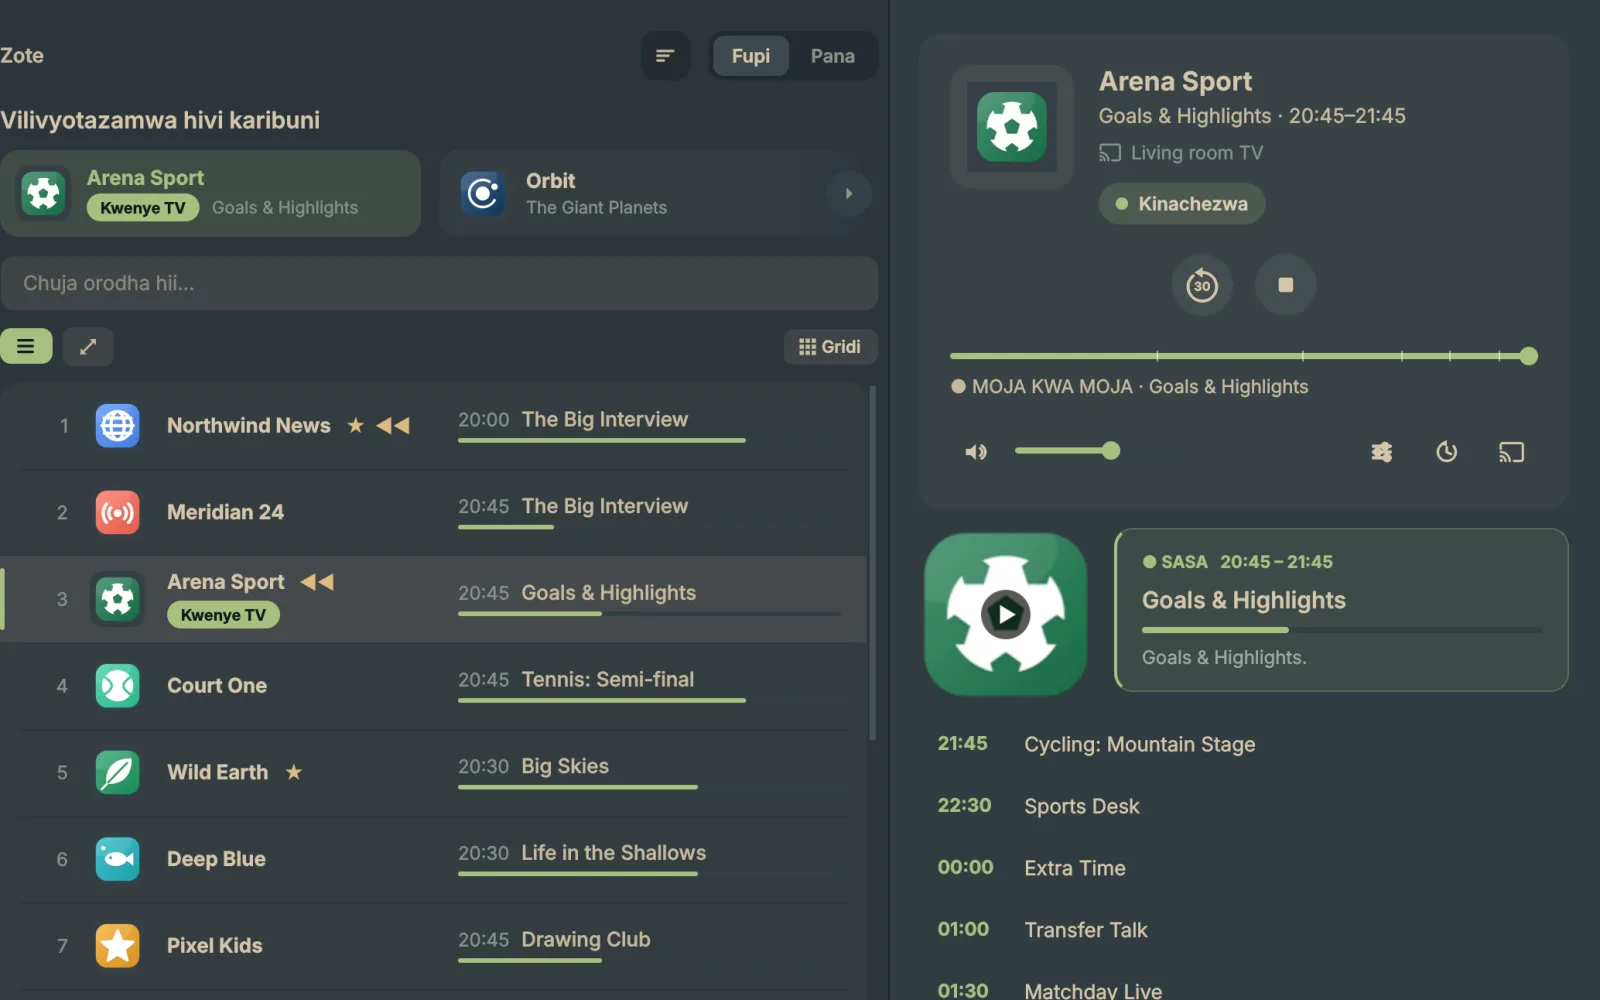 Zote
Fupi
Pana
Vilivyotazamwa hivi karibuni
Arena Sport
Kwenye TV
Goals & Highlights
Orbit
The Giant Planets
Chuja orodha hii...
Gridi
1 Northwind News 20:00 The Big Interview
2 Meridian 24 20:45 The Big Interview
3 Arena Sport 20:45 Goals & Highlights
Kwenye TV
4 Court One 20:45 Tennis: Semi-final
5 Wild Earth 20:30 Big Skies
6 Deep Blue 20:30 Life in the Shallows
7 Pixel Kids 20:45 Drawing Club
Arena Sport
Goals & Highlights · 20:45–21:45
Living room TV
Kinachezwa
30
MOJA KWA MOJA · Goals & Highlights
SASA 20:45 – 21:45
Goals & Highlights
Goals & Highlights.
21:45 Cycling: Mountain Stage
22:30 Sports Desk
00:00 Extra Time
01:00 Transfer Talk
01:30 Matchday Live